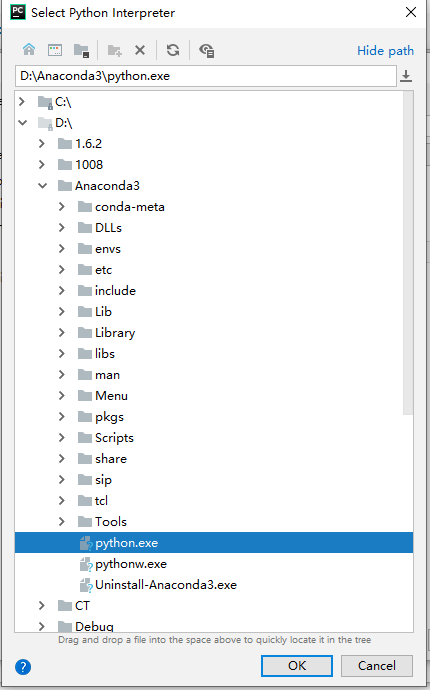 PC
Select Python Interpreter
Hide path
D:\Anaconda3\python.exe
C:\
D:\
1.6.2
1008
Anaconda3
conda-meta
DLLs
envs
etc
include
Lib
Library
libs
man
Menu
pkgs
Scripts
share
sip
tcl
Tools
python.exe
pythonw.exe
Uninstall-Anaconda3.exe
CT
Debug
Drag and drop a file into the space above to quickly locate it in the tree
?
OK
Cancel